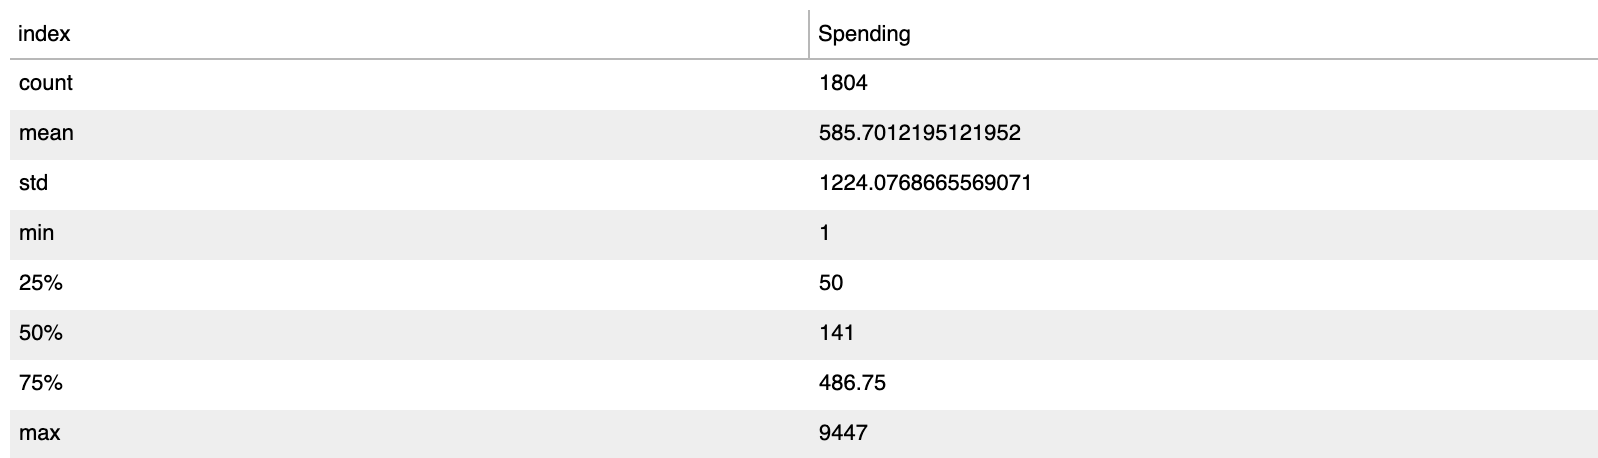 index Spending
count 1804
mean 585.7012195121952
std 1224.0768665569071
min 1
25% 50
50% 141
75% 486.75
max 9447